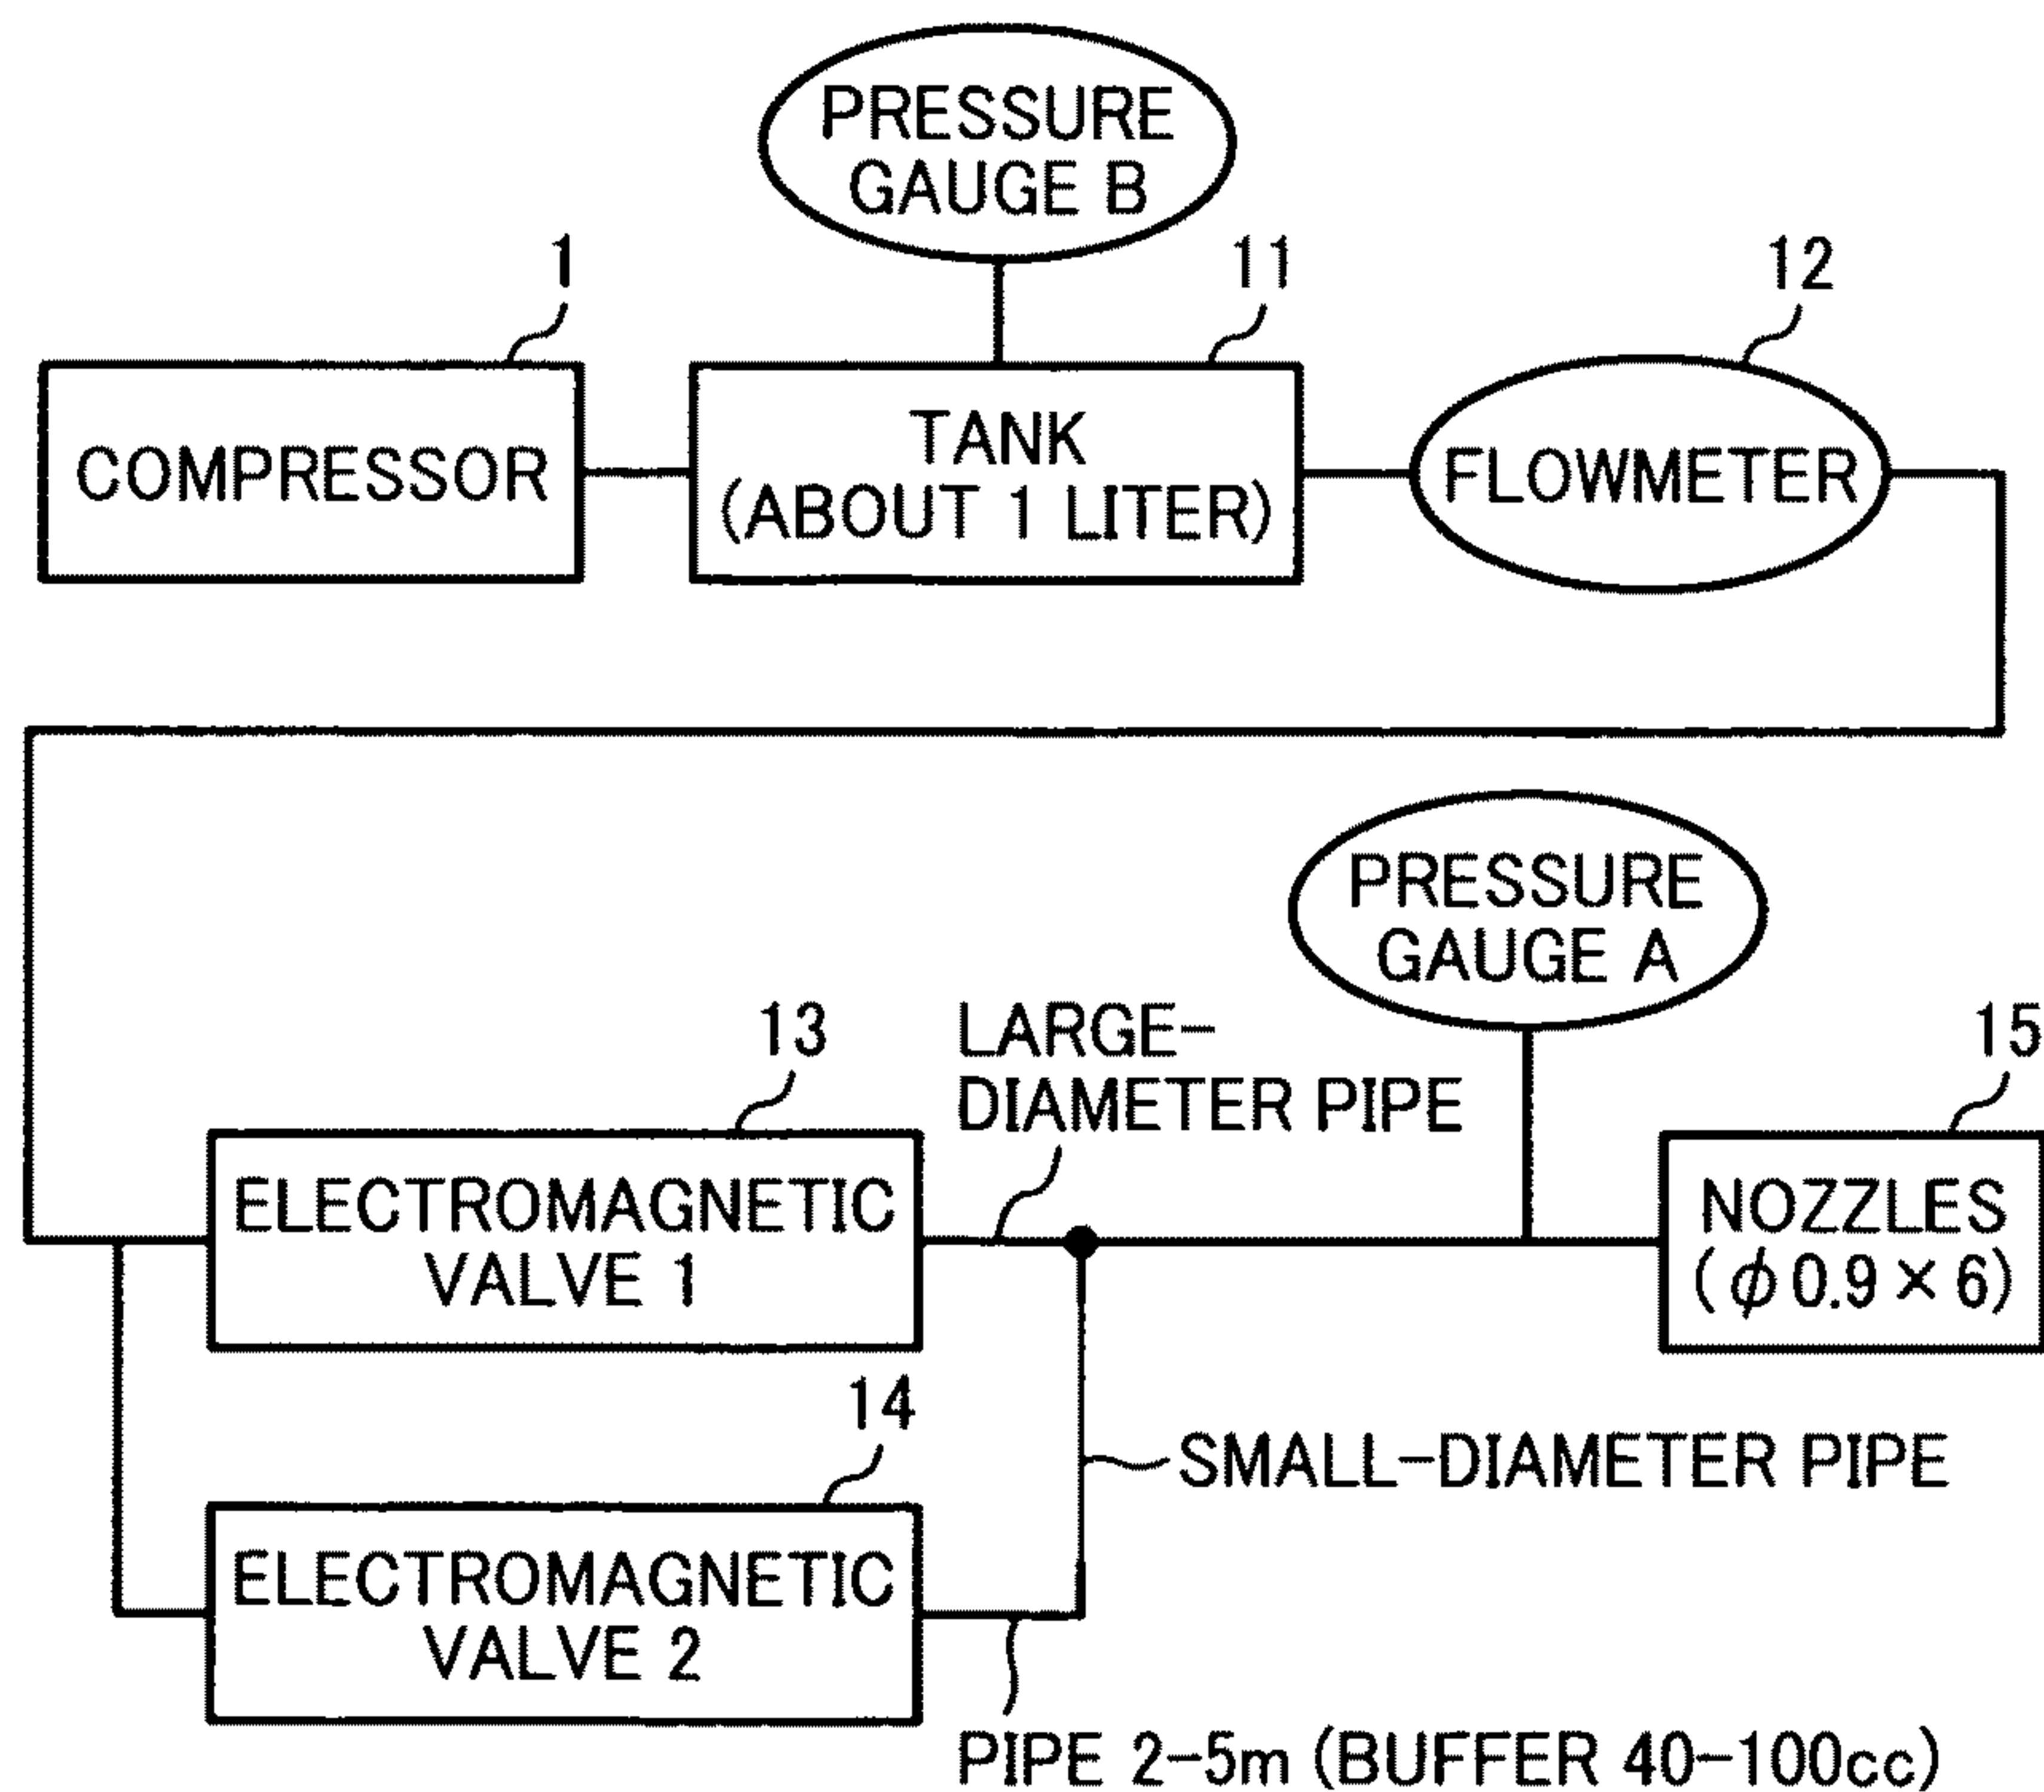 PRESSURE
GAUGE B
1
11
12
COMPRESSOR
TANK
(ABOUT 1 LITER)
FLOWMETER
PRESSURE
GAUGE A
13
LARGE-
DIAMETER PIPE
15
ELECTROMAGNETIC
VALVE 1
NOZZLES
(φ0.9×6)
14
SMALL-DIAMETER PIPE
ELECTROMAGNETIC
VALVE 2
PIPE 2-5m (BUFFER 40-100cc)